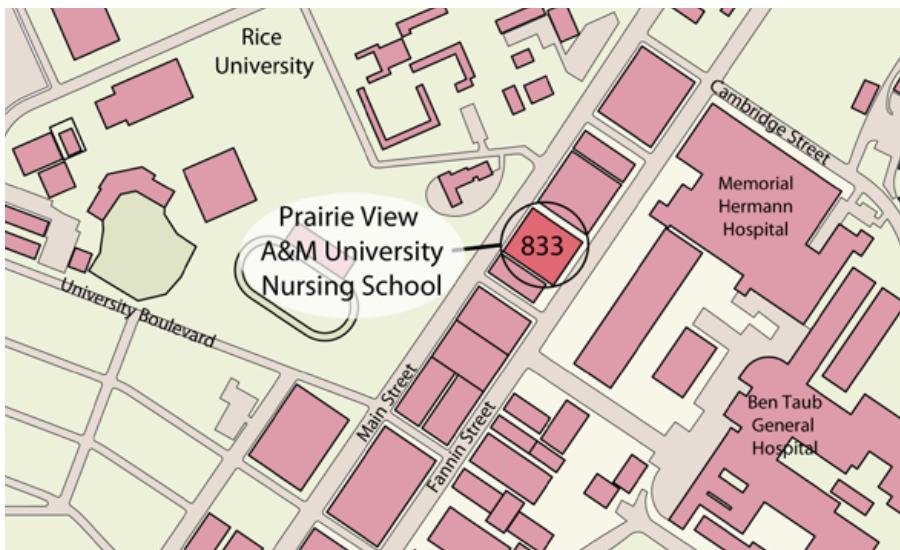 Rice
University
Cambridge Street
Memorial
Hermann
Hospital
Prairie View
A&M University
Nursing School
833
University Boulevard
Main Street
Fannin Street
Ben Taub
General
Hospital